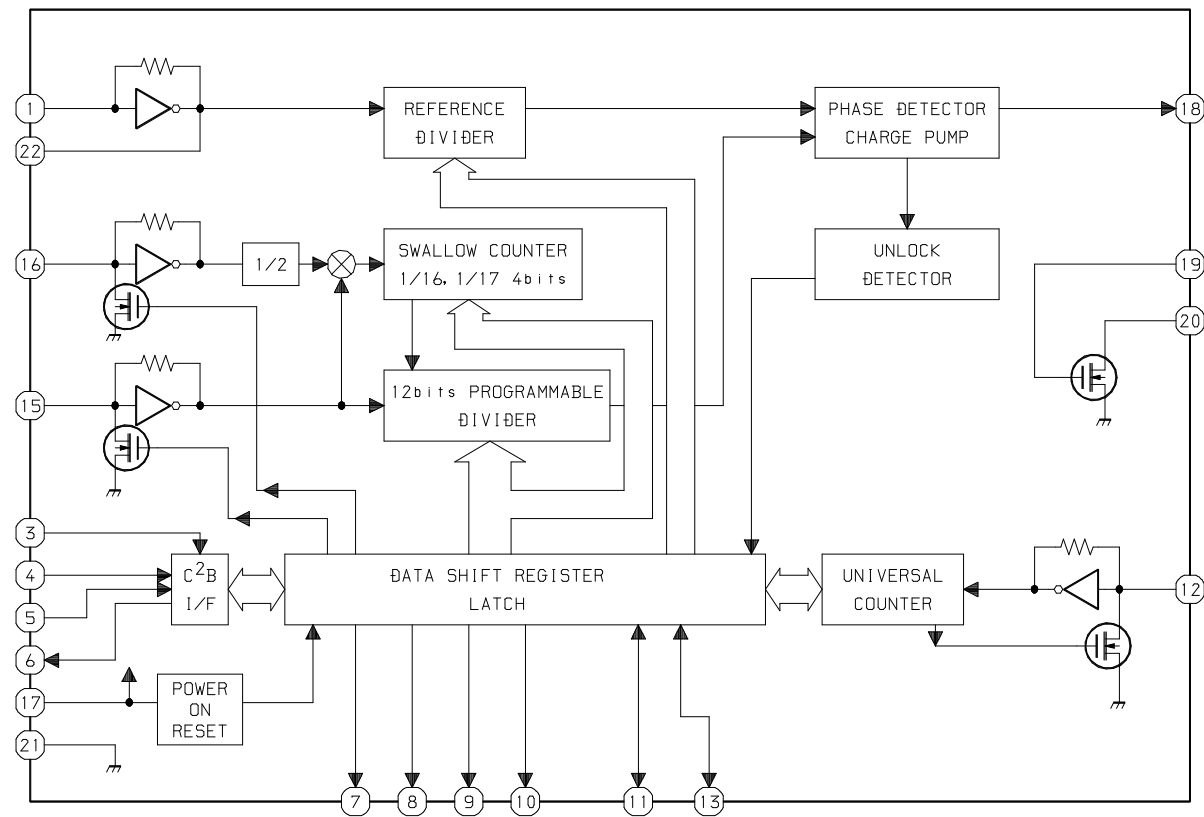 1
REFERENCE
DIVIDER
PHASE DETECTOR
CHARGE PUMP
18
22
16
1/2
SWALLOW COUNTER
1/16, 1/17 4bits
UNLOCK
DETECTOR
19
20
15
12bits PROGRAMMABLE
DIVIDER
3
4
5
6
C²B
I/F
DATA SHIFT REGISTER
LATCH
UNIVERSAL
COUNTER
12
17
POWER
ON
RESET
21
7
8
9
10
11
13